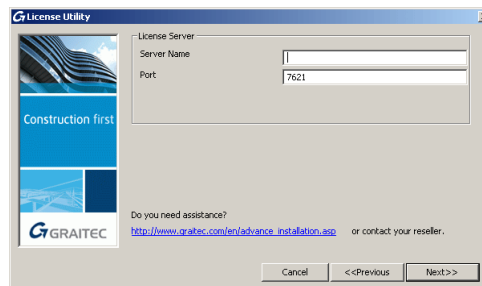 License Utility
License Server
Server Name
Port
7621
Construction first
GRAITEC
Do you need assistance?
http://www.graitec.com/en/advance_installation.asp or contact your reseller.
Cancel <<Previous Next>>